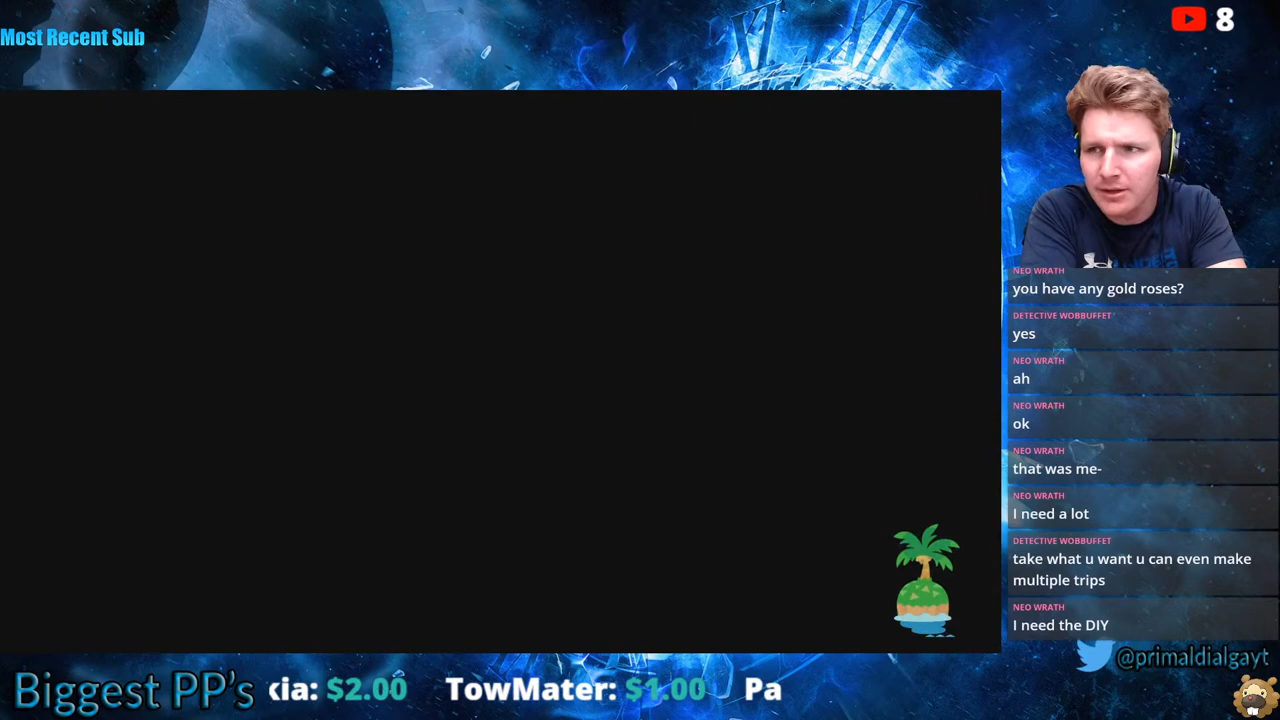 Most Recent Sub
8
NEO WRATH
you have any gold roses?
DETECTIVE WOBBUFFET
yes
NEO WRATH
ah
NEO WRATH
ok
NEO WRATH
that was me-
NEO WRATH
I need a lot
DETECTIVE WOBBUFFET
take what u want u can even make
multiple trips
NEO WRATH
I need the DIY
@primaldialgayt
Biggest PP's kia: $2.00 TowMater: $1.00 Pa